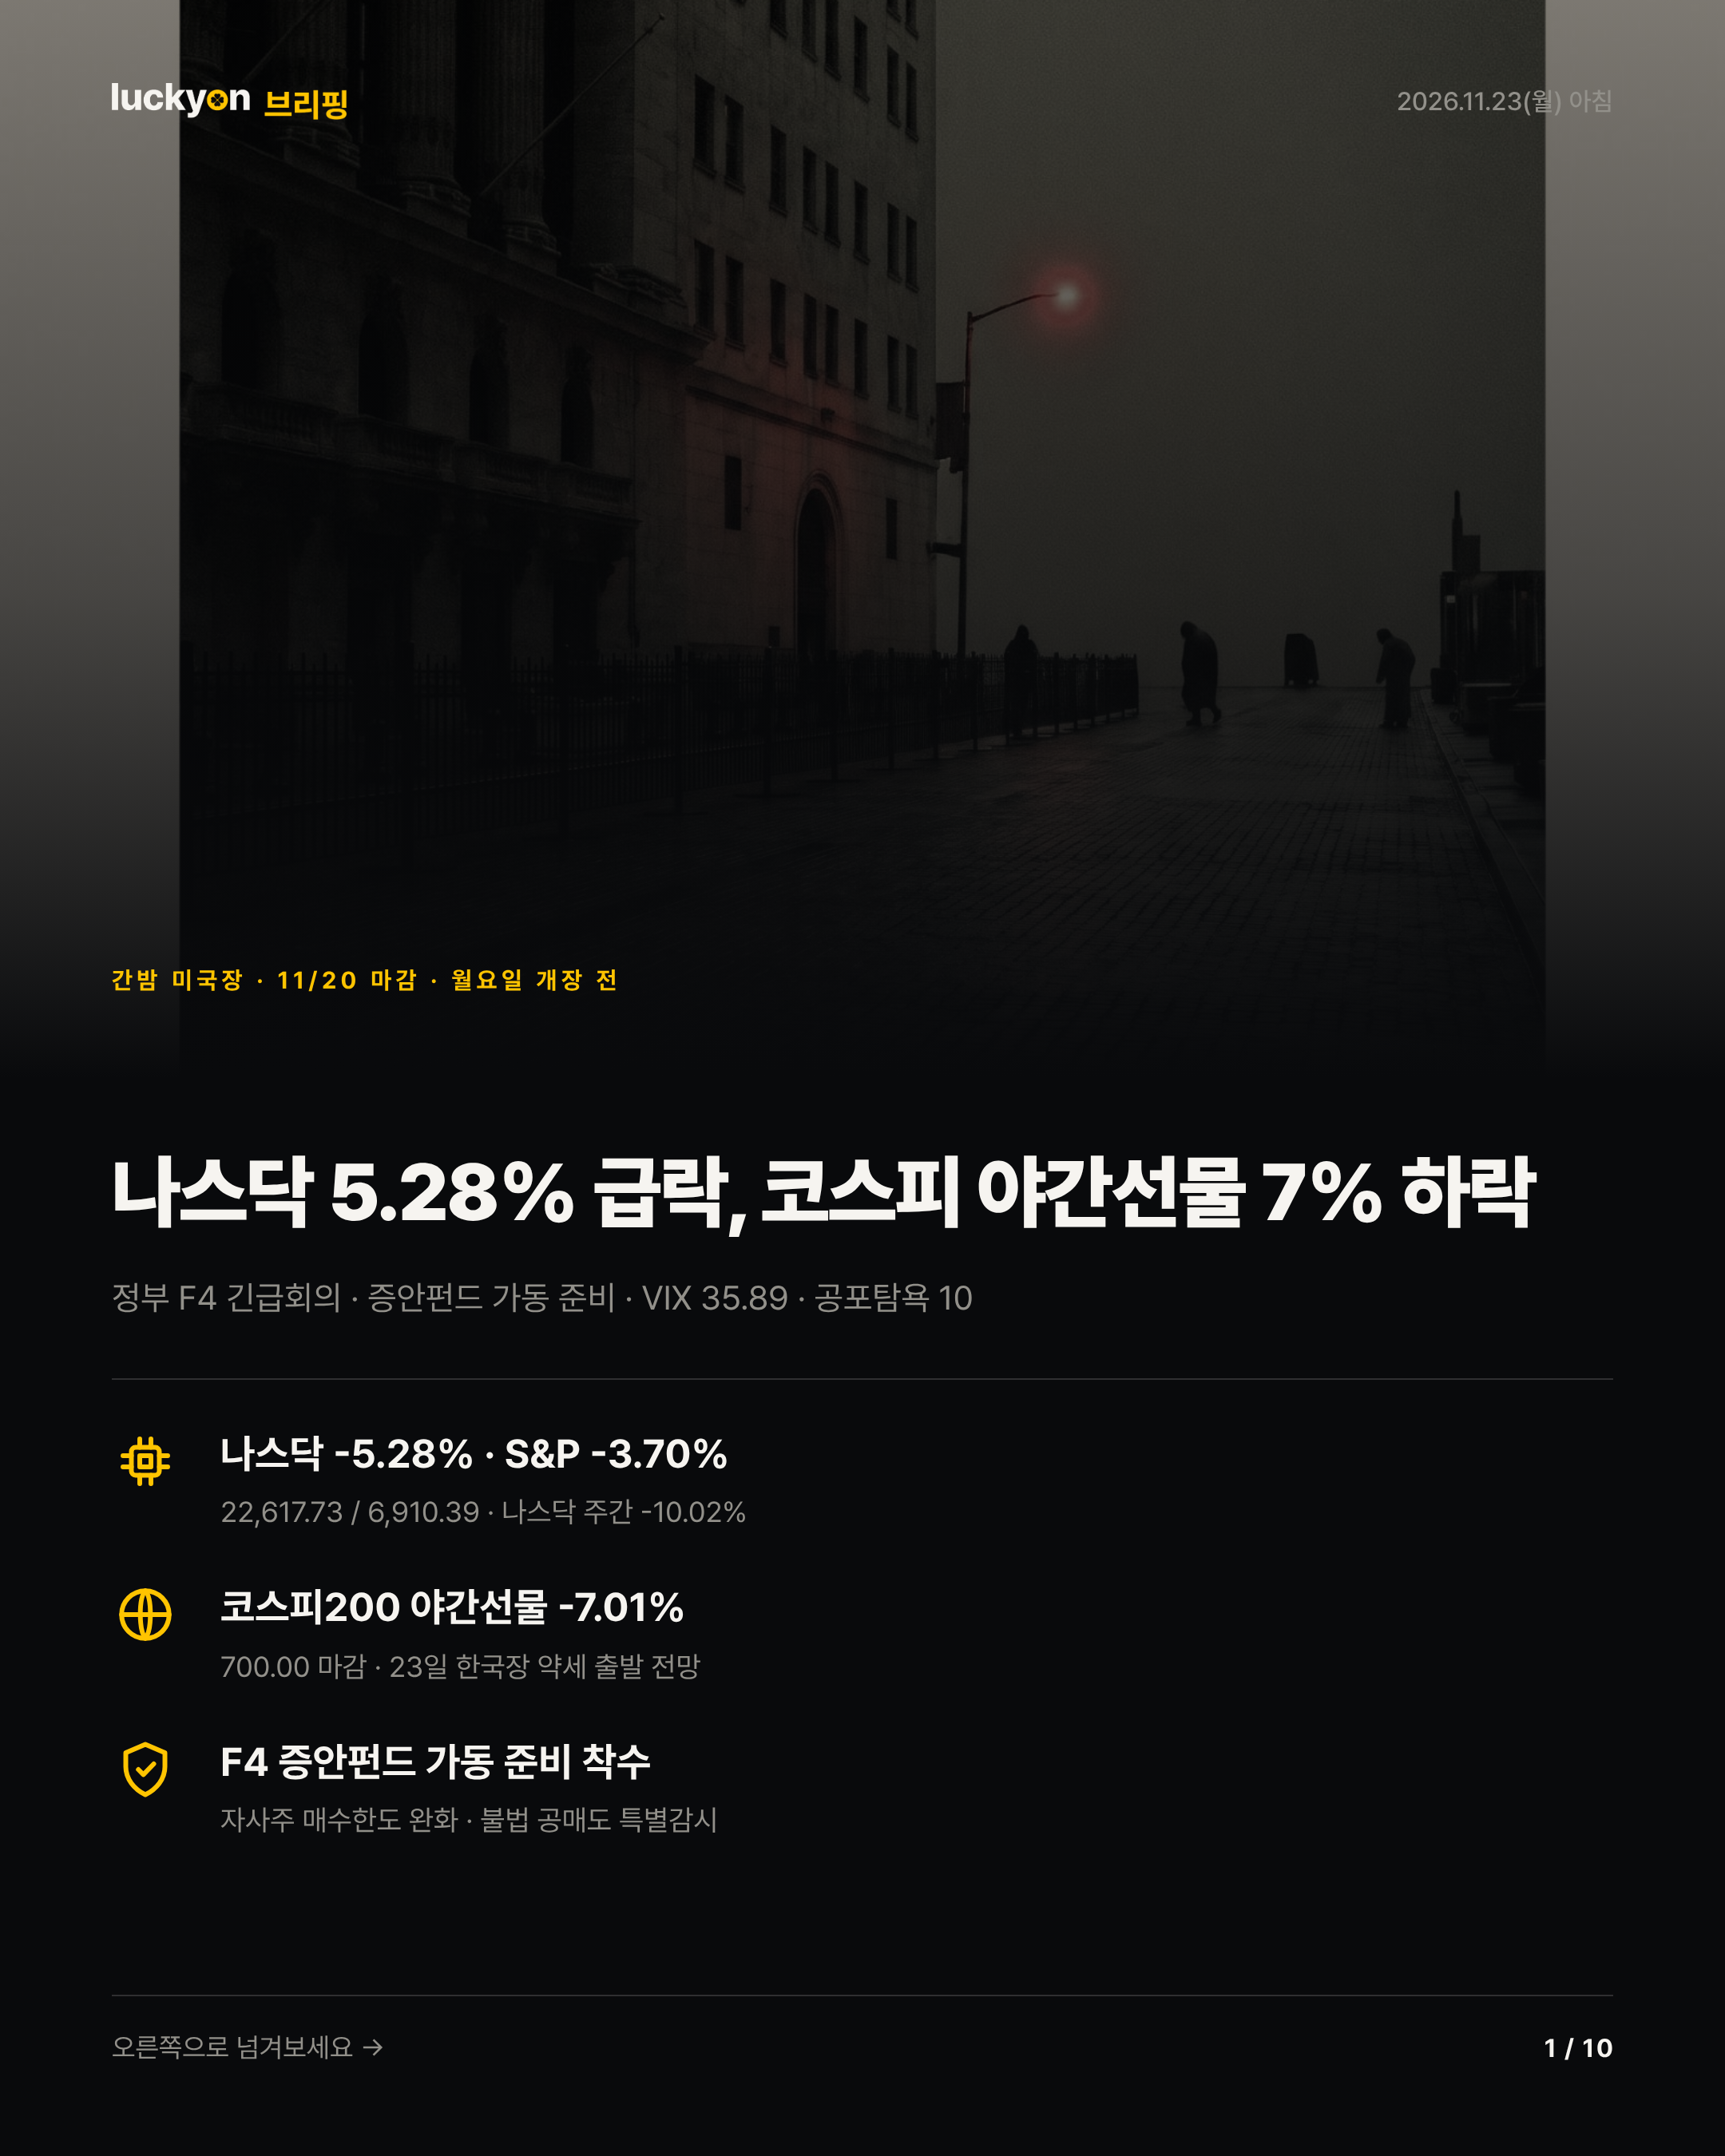 luckyon 브리핑
2026.11.23(월) 아침
간밤 미국장 · 11/20 마감 · 월요일 개장 전
나스닥 5.28% 급락, 코스피 야간선물 7% 하락
정부 F4 긴급회의 · 증안펀드 가동 준비 · VIX 35.89 · 공포탐욕 10
나스닥 -5.28% · S&P -3.70%
22,617.73 / 6,910.39 · 나스닥 주간 -10.02%
코스피200 야간선물 -7.01%
700.00 마감 · 23일 한국장 약세 출발 전망
F4 증안펀드 가동 준비 착수
자사주 매수한도 완화 · 불법 공매도 특별감시
오른쪽으로 넘겨보세요 →
1 / 10